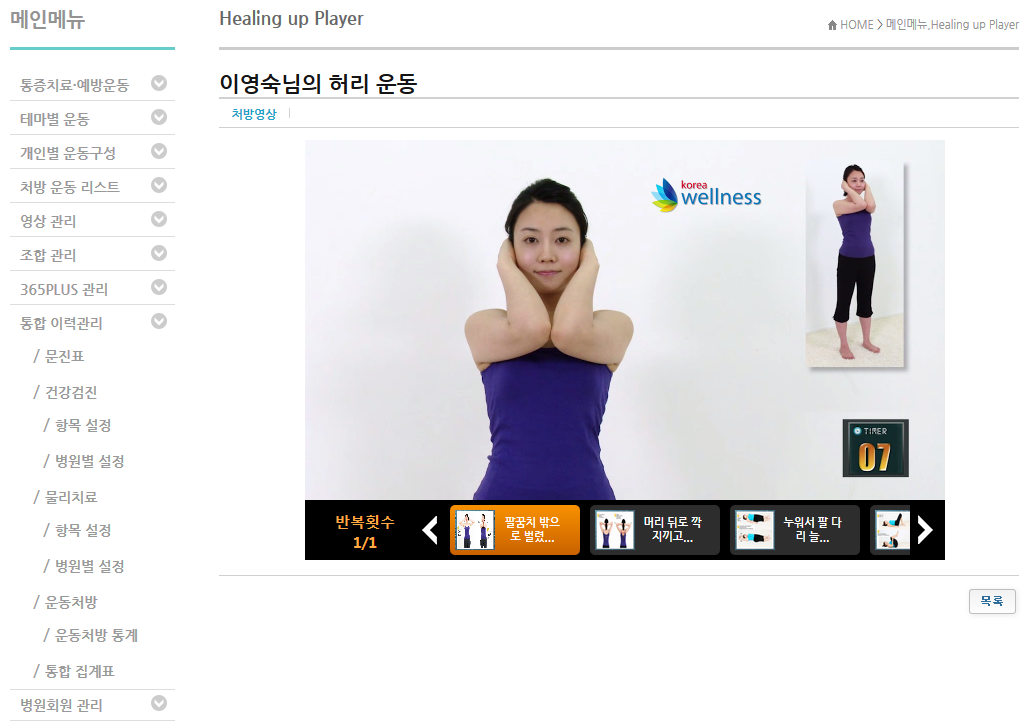 메인메뉴
통증치료·예방운동
테마별 운동
개인별 운동구성
처방 운동 리스트
영상 관리
조합 관리
365PLUS 관리
통합 이력관리
/ 문진표
/ 건강검진
/ 항목 설정
/ 병원별 설정
/ 물리치료
/ 항목 설정
/ 병원별 설정
/ 운동처방
/ 운동처방 통계
/ 통합 집계표
병원회원 관리
Healing up Player
HOME > 메인메뉴,Healing up Player
이영숙님의 허리 운동
처방영상
korea
wellness
TIMER
07
반복횟수
1/1
팔꿈치 밖으
로 벌렸...
머리 뒤로 깍
지끼고...
누워서 팔 다
리 늘...
목록